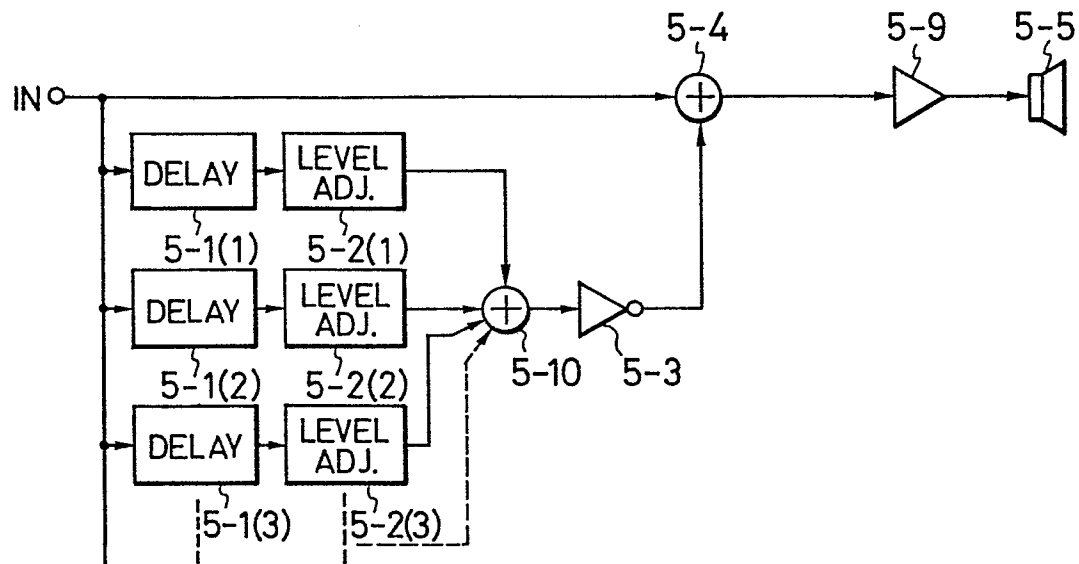 5-4
5-9
5-5
IN
DELAY
LEVEL
ADJ.
5-1(1)
5-2(1)
DELAY
LEVEL
ADJ.
5-10
5-3
5-1(2)
5-2(2)
DELAY
LEVEL
ADJ.
5-1(3)
5-2(3)